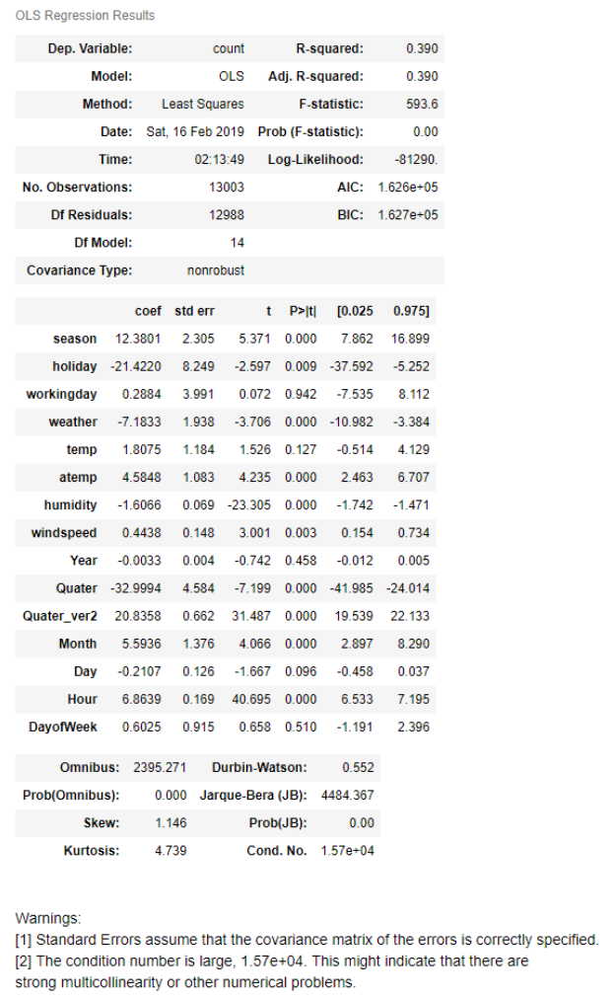 OLS Regression Results
Dep. Variable: count R-squared: 0.390
Model: OLS Adj. R-squared: 0.390
Method: Least Squares F-statistic: 593.6
Date: Sat, 16 Feb 2019 Prob (F-statistic): 0.00
Time: 02:13:49 Log-Likelihood: -81290.
No. Observations: 13003 AIC: 1.626e+05
Df Residuals: 12988 BIC: 1.627e+05
Df Model: 14
Covariance Type: nonrobust
coef std err t P>|t| [0.025 0.975]
season 12.3801 2.305 5.371 0.000 7.862 16.899
holiday -21.4220 8.249 -2.597 0.009 -37.592 -5.252
workingday 0.2884 3.991 0.072 0.942 -7.535 8.112
weather -7.1833 1.938 -3.706 0.000 -10.982 -3.384
temp 1.8075 1.184 1.526 0.127 -0.514 4.129
atemp 4.5848 1.083 4.235 0.000 2.463 6.707
humidity -1.6066 0.069 -23.305 0.000 -1.742 -1.471
windspeed 0.4438 0.148 3.001 0.003 0.154 0.734
Year -0.0033 0.004 -0.742 0.458 -0.012 0.005
Quater -32.9994 4.584 -7.199 0.000 -41.985 -24.014
Quater_ver2 20.8358 0.662 31.487 0.000 19.539 22.133
Month 5.5936 1.376 4.066 0.000 2.897 8.290
Day -0.2107 0.126 -1.667 0.096 -0.458 0.037
Hour 6.8639 0.169 40.695 0.000 6.533 7.195
DayofWeek 0.6025 0.915 0.658 0.510 -1.191 2.396
Omnibus: 2395.271 Durbin-Watson: 0.552
Prob(Omnibus): 0.000 Jarque-Bera (JB): 4484.367
Skew: 1.146 Prob(JB): 0.00
Kurtosis: 4.739 Cond. No. 1.57e+04
Warnings:
[1] Standard Errors assume that the covariance matrix of the errors is correctly specified.
[2] The condition number is large, 1.57e+04. This might indicate that there are
strong multicollinearity or other numerical problems.